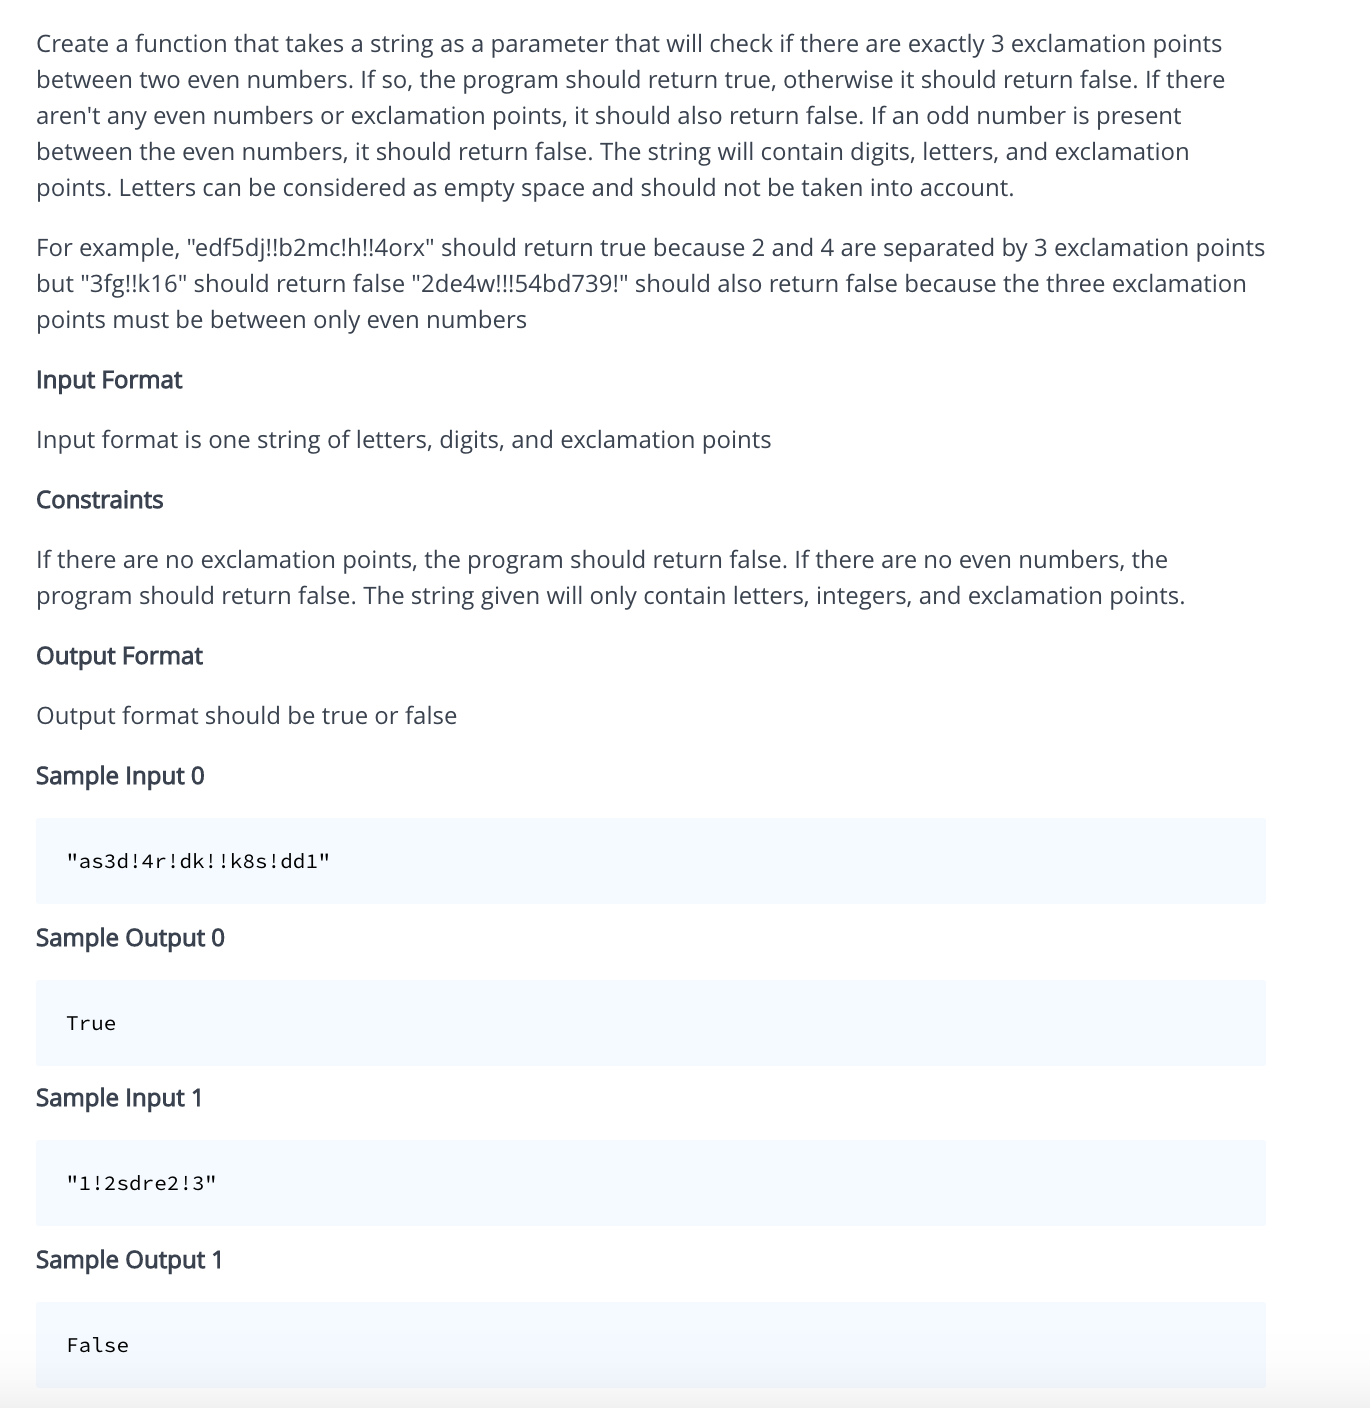 Create a function that takes a string as a parameter that will check if there are exactly 3 exclamation points
between two even numbers. If so, the program should return true, otherwise it should return false. If there
aren't any even numbers or exclamation points, it should also return false. If an odd number is present
between the even numbers, it should return false. The string will contain digits, letters, and exclamation
points. Letters can be considered as empty space and should not be taken into account.
For example, "edf5dj!!b2mc!h!!4orx" should return true because 2 and 4 are separated by 3 exclamation points
but "3fg!!k16" should return false "2de4w!!!54bd739!" should also return false because the three exclamation
points must be between only even numbers
Input Format
Input format is one string of letters, digits, and exclamation points
Constraints
If there are no exclamation points, the program should return false. If there are no even numbers, the
program should return false. The string given will only contain letters, integers, and exclamation points.
Output Format
Output format should be true or false
Sample Input 0
"as3d!4r!dk!!k8s!dd1"
Sample Output 0
True
Sample Input 1
"1!2sdre2!3"
Sample Output 1
False